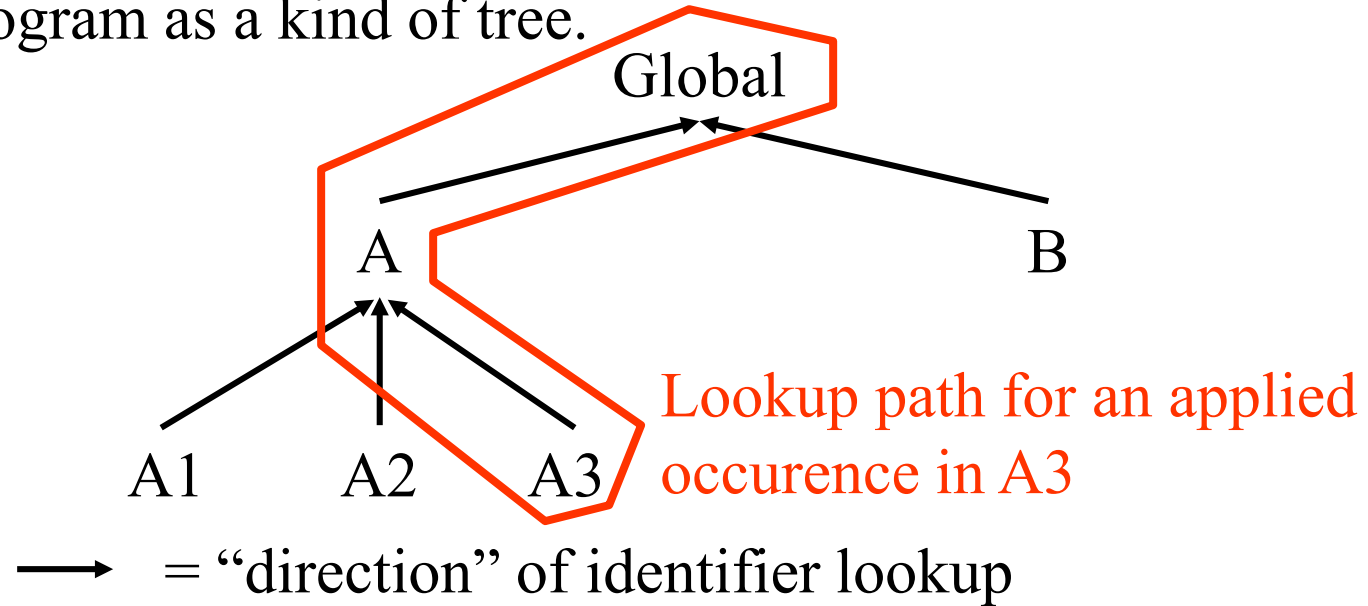 ogram as a kind of tree.
Global
A B
Lookup path for an applied
A1 A2 A3 occurence in A3
= “direction” of identifier lookup